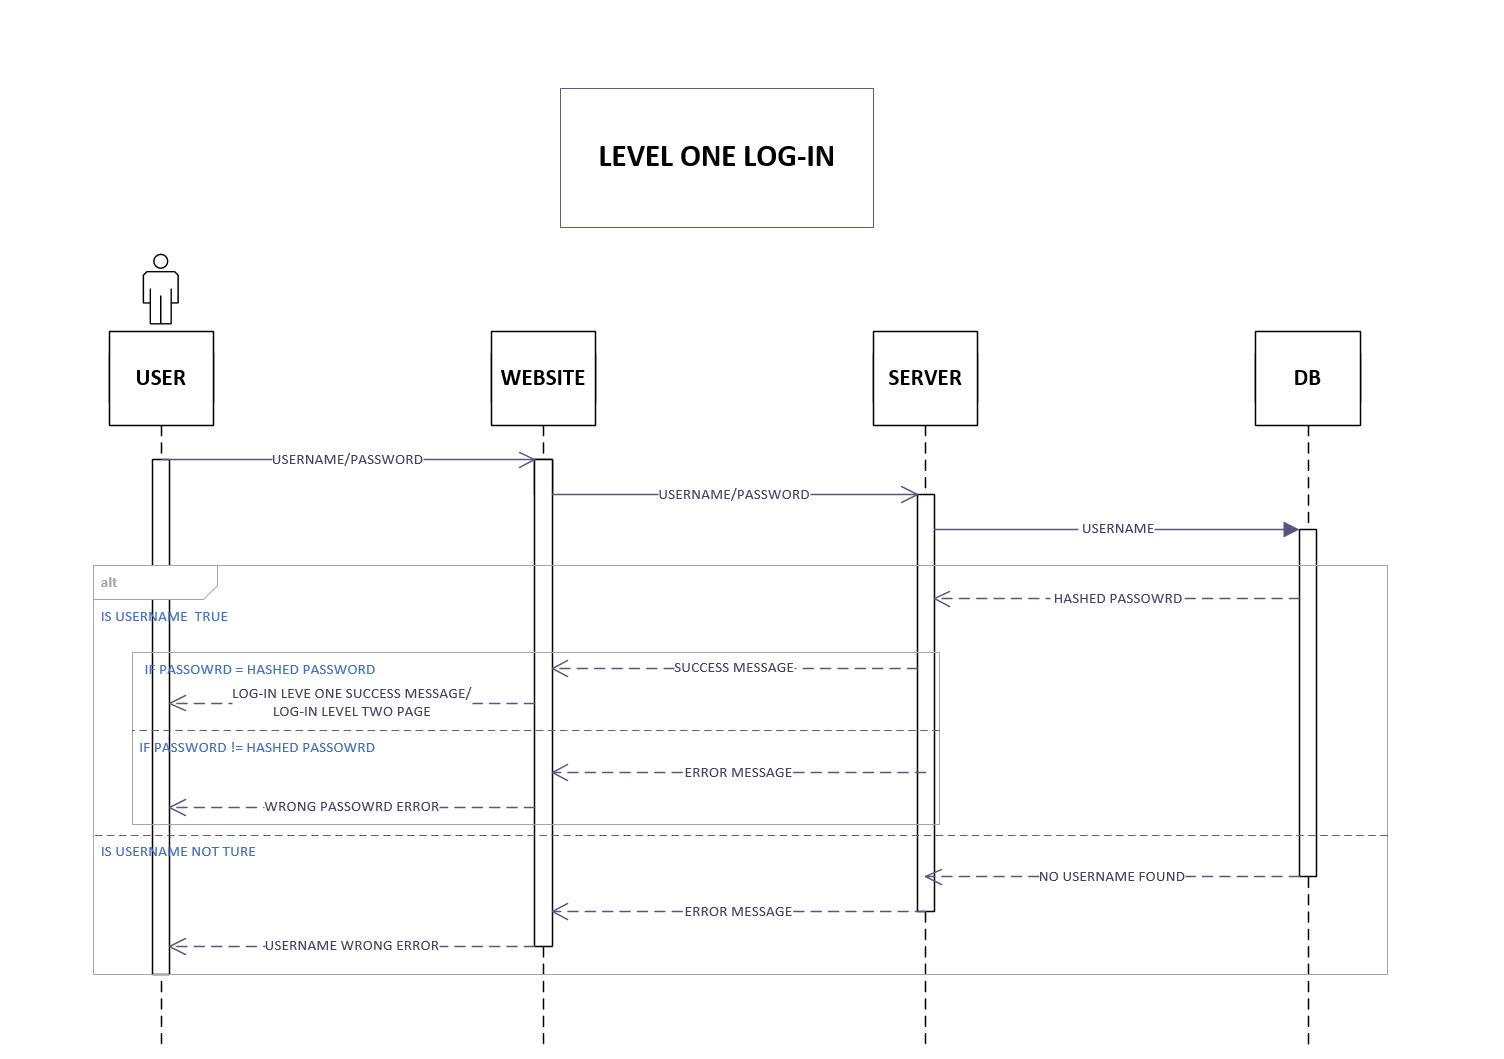 LEVEL ONE LOG-IN
USER
WEBSITE
SERVER
DB
USERNAME/PASSWORD
USERNAME/PASSWORD
USERNAME
alt
HASHED PASSOWRD
IS USERNAME  TRUE
IF PASSOWRD = HASHED PASSWORD
SUCCESS MESSAGE
LOG-IN LEVE ONE SUCCESS MESSAGE/
LOG-IN LEVEL TWO PAGE
IF PASSWORD != HASHED PASSOWRD
ERROR MESSAGE
WRONG PASSOWRD ERROR
IS USERNAME NOT TURE
NO USERNAME FOUND
ERROR MESSAGE
USERNAME WRONG ERROR